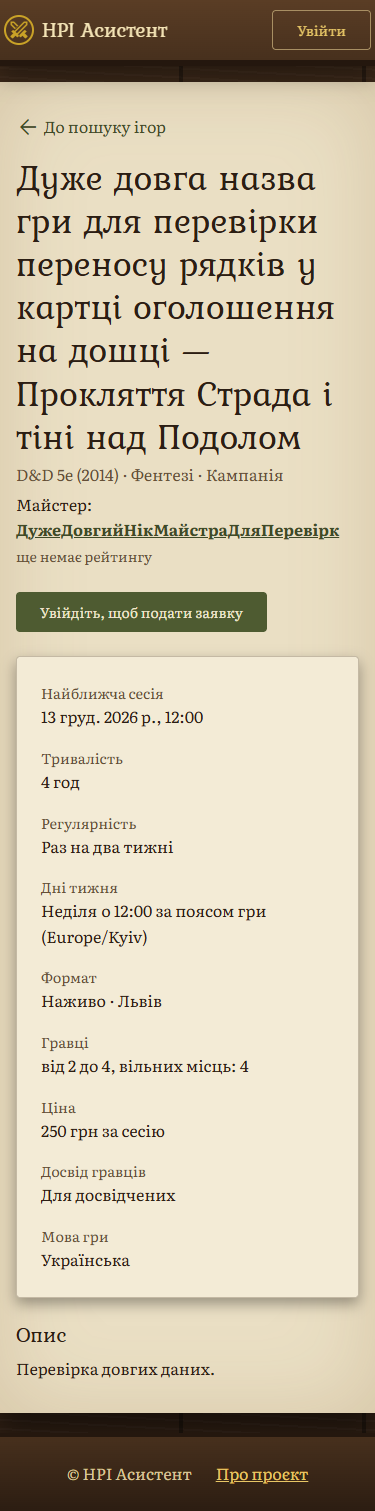 НРІ Асистент
Увійти
До пошуку ігор
Дуже довга назва
гри для перевірки
переносу рядків у
картці оголошення
на дошці —
Прокляття Страда і
тіні над Подолом
D&D 5e (2014) · Фентезі · Кампанія
Майстер:
ДужеДовгийНікМайстраДляПеревірк
ще немає рейтингу
Увійдіть, щоб подати заявку
Найближча сесія
13 груд. 2026 р., 12:00
Тривалість
4 год
Регулярність
Раз на два тижні
Дні тижня
Неділя о 12:00 за поясом гри
(Europe/Kyiv)
Формат
Наживо · Львів
Гравці
від 2 до 4, вільних місць: 4
Ціна
250 грн за сесію
Досвід гравців
Для досвідчених
Мова гри
Українська
Опис
Перевірка довгих даних.
© НРІ Асистент
Про проєкт